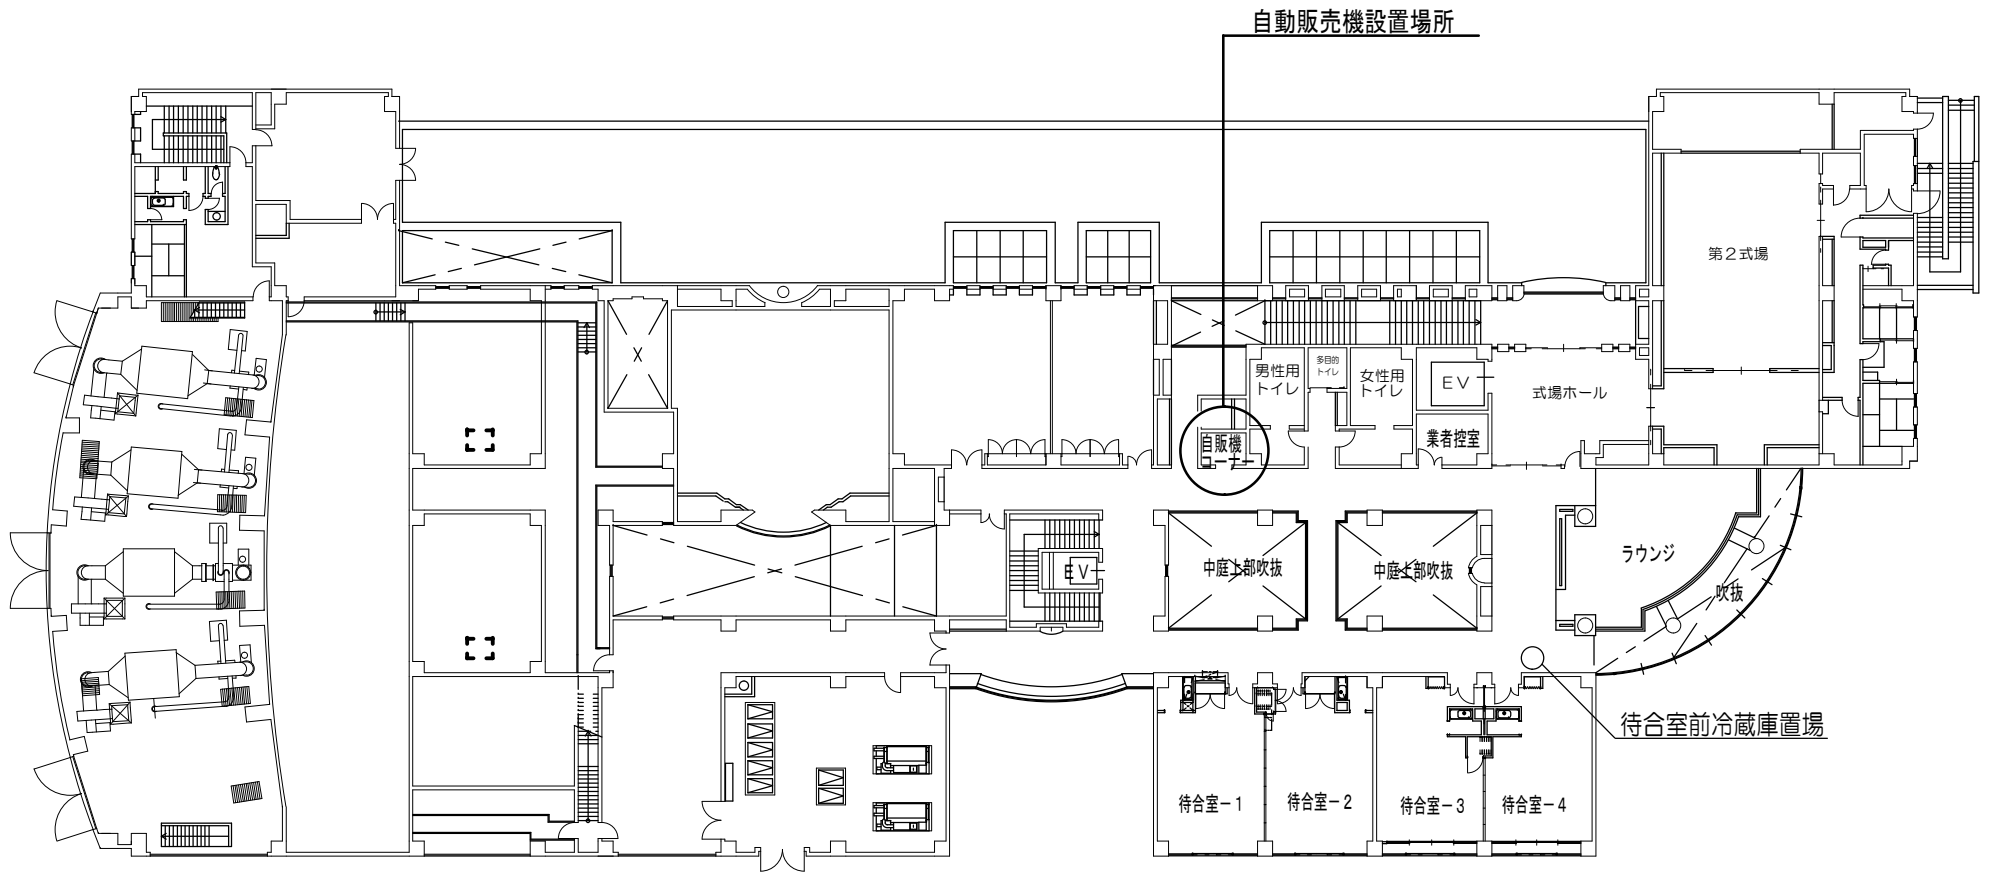 自動販売機設置場所
第2式場
男性用
トイレ
多目的
トイレ
女性用
トイレ
EV
式場ホール
自販機
コーナー
業者控室
中庭上部吹抜
中庭上部吹抜
EV
ラウンジ
吹抜
待合室前冷蔵庫置場
待合室-1
待合室-2
待合室-3
待合室-4